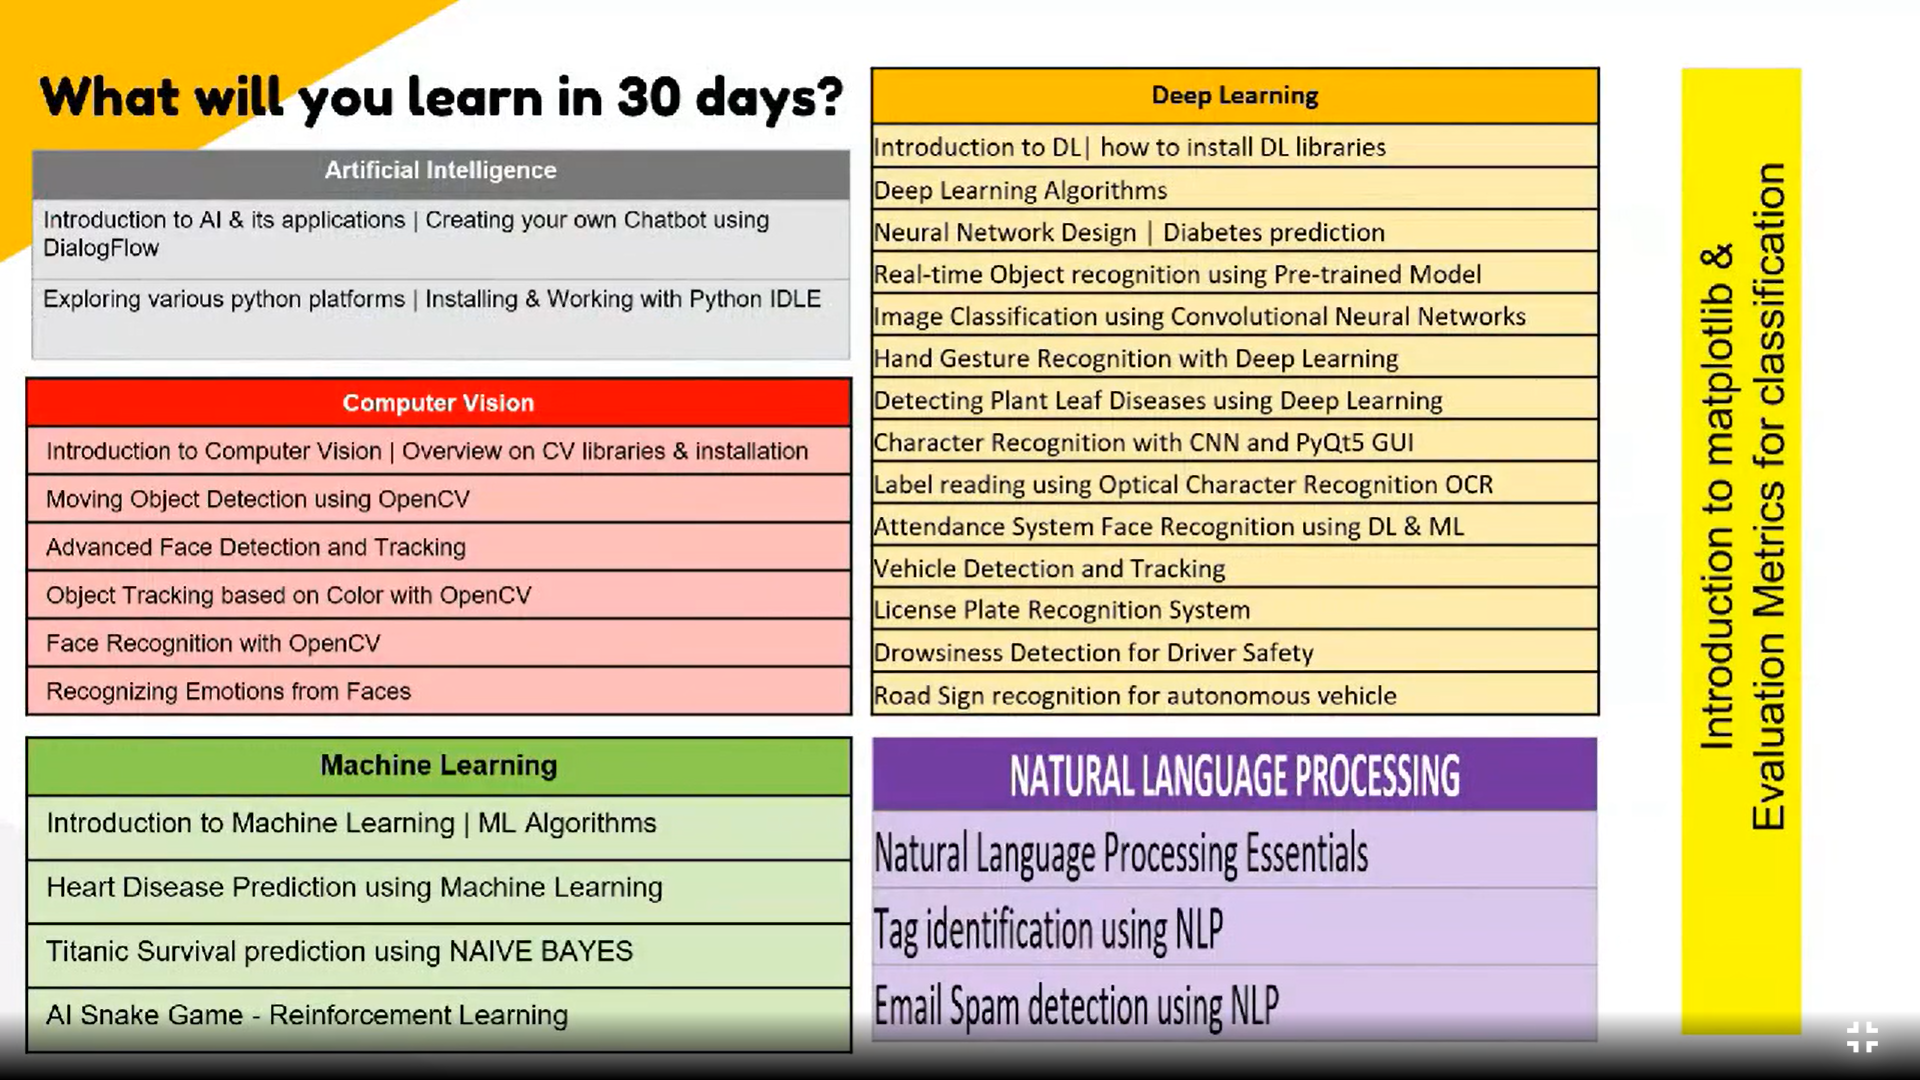 What will you learn in 30 days?
Artificial Intelligence
Introduction to AI & its applications | Creating your own Chatbot using
DialogFlow
Exploring various python platforms | Installing & Working with Python IDLE
Computer Vision
Introduction to Computer Vision | Overview on CV libraries & installation
Moving Object Detection using OpenCV
Advanced Face Detection and Tracking
Object Tracking based on Color with OpenCV
Face Recognition with OpenCV
Recognizing Emotions from Faces
Machine Learning
Introduction to Machine Learning | ML Algorithms
Heart Disease Prediction using Machine Learning
Titanic Survival prediction using NAIVE BAYES
AI Snake Game - Reinforcement Learning
Deep Learning
Introduction to DL| how to install DL libraries
Deep Learning Algorithms
Neural Network Design | Diabetes prediction
Real-time Object recognition using Pre-trained Model
Image Classification using Convolutional Neural Networks
Hand Gesture Recognition with Deep Learning
Detecting Plant Leaf Diseases using Deep Learning
Character Recognition with CNN and PyQt5 GUI
Label reading using Optical Character Recognition OCR
Attendance System Face Recognition using DL & ML
Vehicle Detection and Tracking
License Plate Recognition System
Drowsiness Detection for Driver Safety
Road Sign recognition for autonomous vehicle
NATURAL LANGUAGE PROCESSING
Natural Language Processing Essentials
Tag identification using NLP
Email Spam detection using NLP
Introduction to matplotlib &
Evaluation Metrics for classification